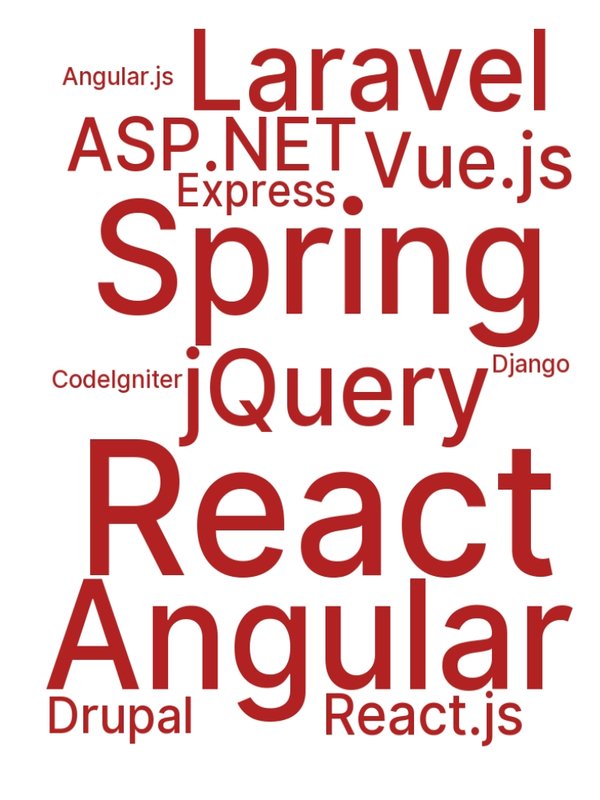 Laravel
Angular.js
ASP.NET
Vue.js
Express
Spring
jQuery
Django
CodeIgniter
React
Angular
Drupal
React.js